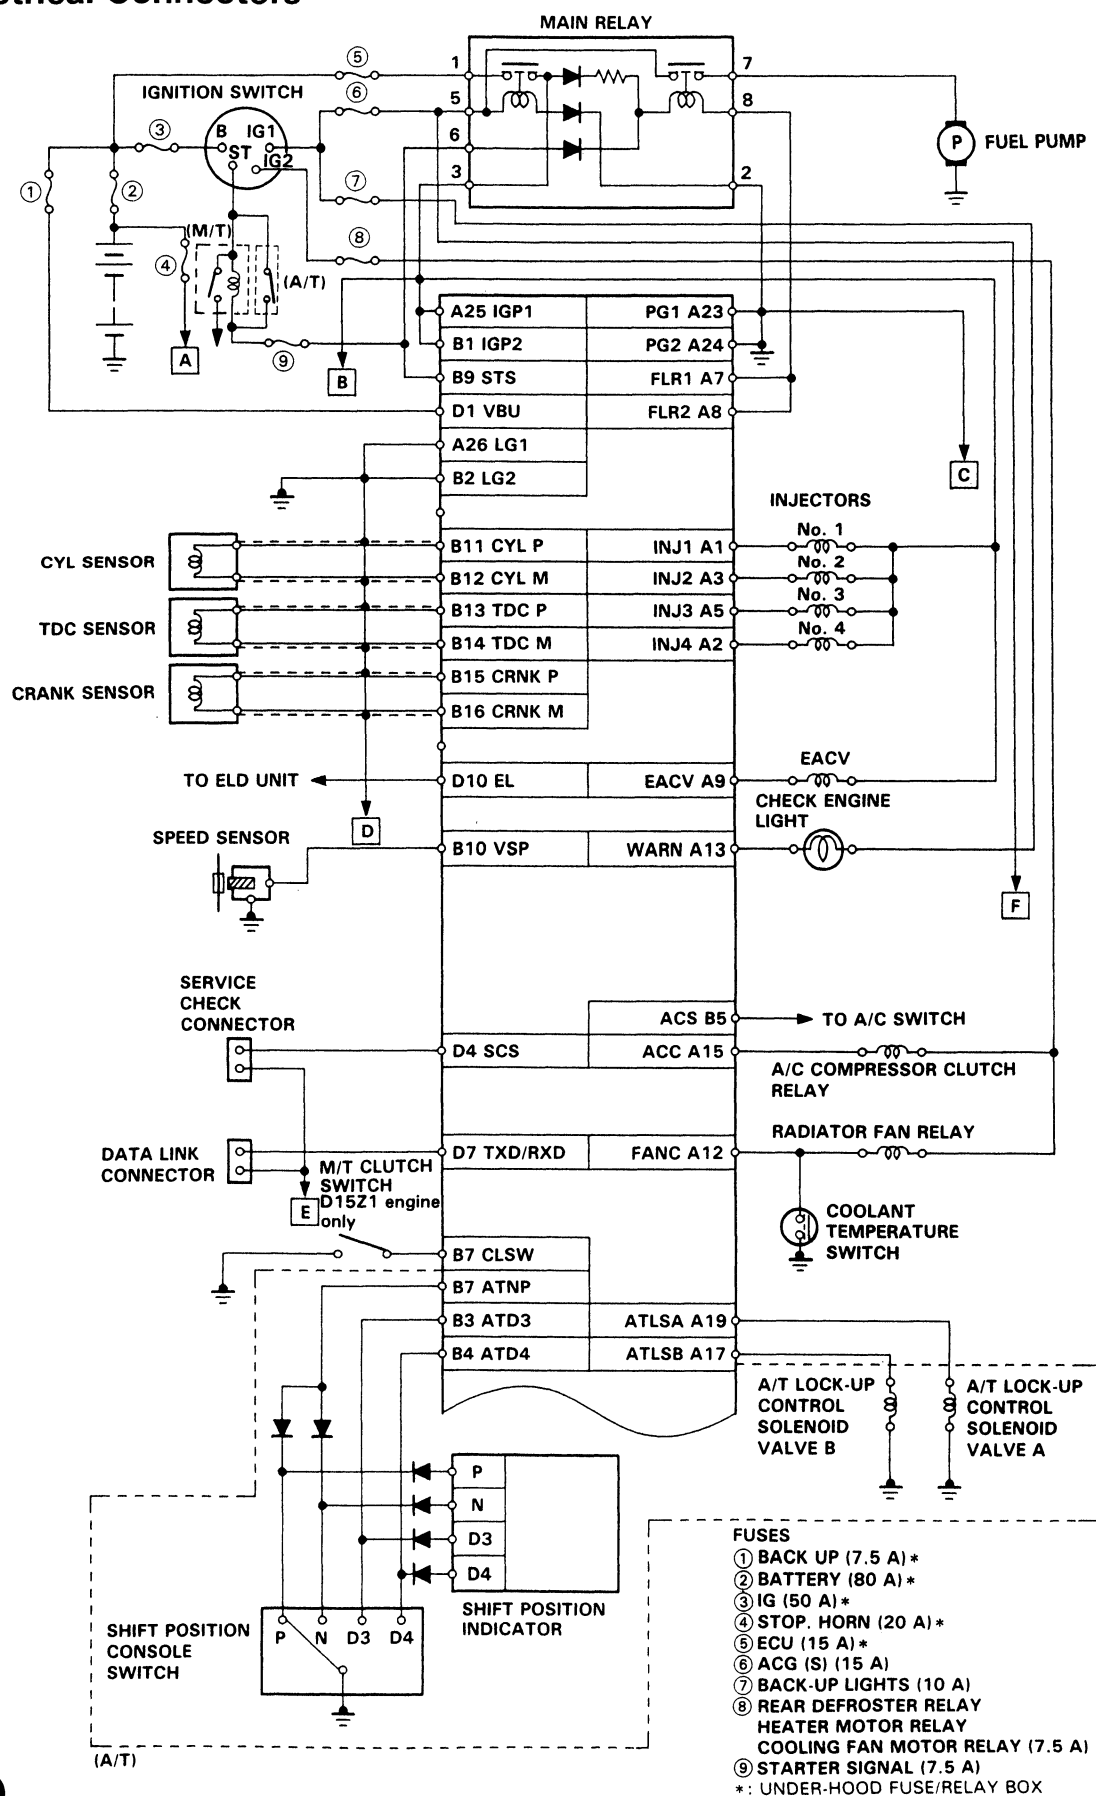 MAIN RELAY
5
1
7
IGNITION SWITCH
6
5
8
3
B
IG1
6
ST
IG2
P
FUEL PUMP
1
2
7
3
2
(M/T)
8
4
(A/T)
A25 IGP1
PG1 A23
A
9
B1 IGP2
PG2 A24
B
B9 STS
FLR1 A7
D1 VBU
FLR2 A8
A26 LG1
B2 LG2
C
INJECTORS
No. 1
CYL SENSOR
B11 CYL P
INJ1 A1
No. 2
B12 CYL M
INJ2 A3
No. 3
TDC SENSOR
B13 TDC P
INJ3 A5
No. 4
B14 TDC M
INJ4 A2
CRANK SENSOR
B15 CRNK P
B16 CRNK M
EACV
TO ELD UNIT
D10 EL
EACV A9
CHECK ENGINE
LIGHT
D
SPEED SENSOR
B10 VSP
WARN A13
F
SERVICE
CHECK
CONNECTOR
ACS B5
TO A/C SWITCH
D4 SCS
ACC A15
A/C COMPRESSOR CLUTCH
RELAY
RADIATOR FAN RELAY
DATA LINK
CONNECTOR
D7 TXD/RXD
FANC A12
M/T CLUTCH
SWITCH
D15Z1 engine
only
E
COOLANT
TEMPERATURE
SWITCH
B7 CLSW
B7 ATNP
B3 ATD3
ATLSA A19
B4 ATD4
ATLSB A17
A/T LOCK-UP
CONTROL
SOLENOID
VALVE B
A/T LOCK-UP
CONTROL
SOLENOID
VALVE A
P
N
D3
D4
SHIFT POSITION
INDICATOR
SHIFT POSITION
CONSOLE
SWITCH
P N D3 D4
(A/T)
FUSES
1 BACK UP (7.5 A)*
2 BATTERY (80 A)*
3 IG (50 A)*
4 STOP. HORN (20 A)*
5 ECU (15 A)*
6 ACG (S) (15 A)
7 BACK-UP LIGHTS (10 A)
8 REAR DEFROSTER RELAY
HEATER MOTOR RELAY
COOLING FAN MOTOR RELAY (7.5 A)
9 STARTER SIGNAL (7.5 A)
*: UNDER-HOOD FUSE/RELAY BOX